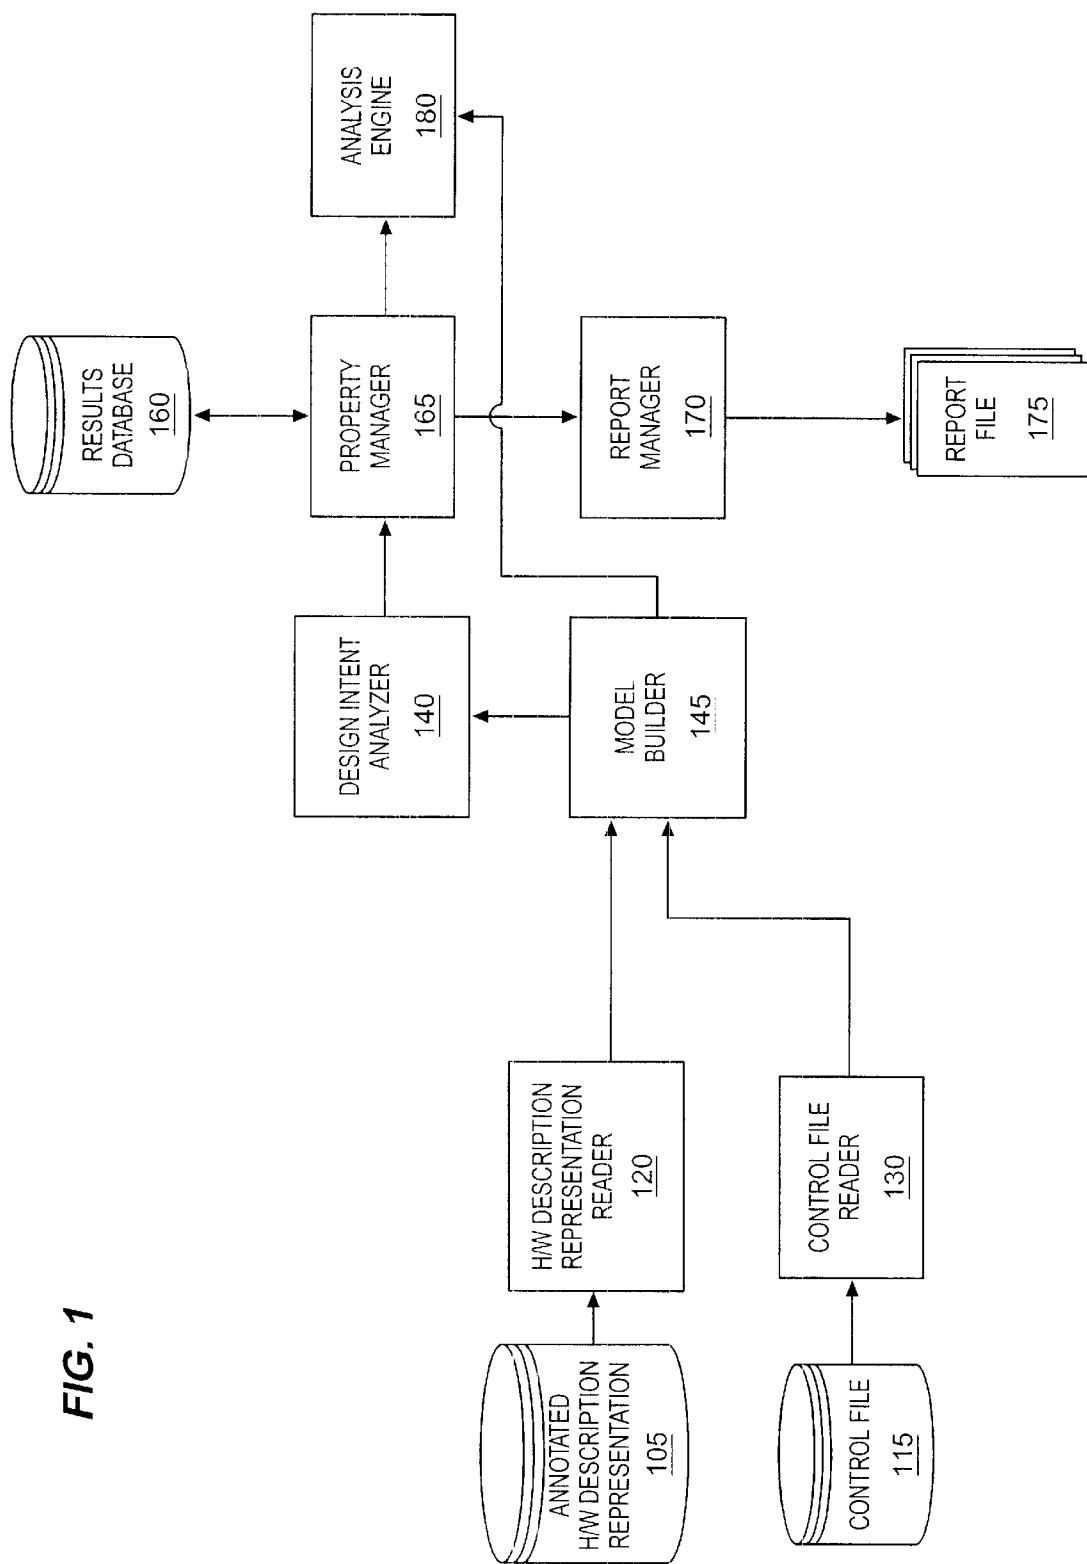 FIG. 1
ANNOTATED
H/W DESCRIPTION
REPRESENTATION
105
H/W DESCRIPTION
REPRESENTATION
READER
120
CONTROL FILE
115
CONTROL FILE
READER
130
DESIGN INTENT
ANALYZER
140
MODEL
BUILDER
145
RESULTS
DATABASE
160
PROPERTY
MANAGER
165
REPORT
MANAGER
170
REPORT
FILE
175
ANALYSIS
ENGINE
180